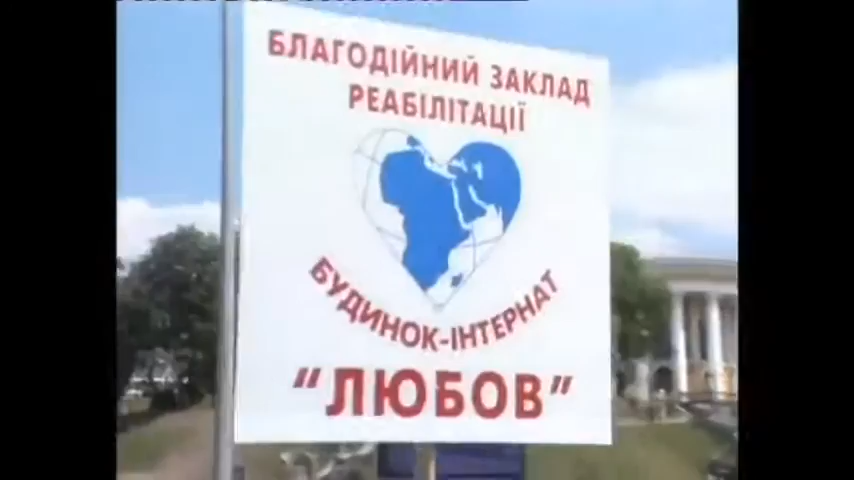 БЛАГОДІЙНИЙ ЗАКЛАД
РЕАБІЛІТАЦІЇ
БУДИНОК-ІНТЕРНАТ
"ЛЮБОВ"